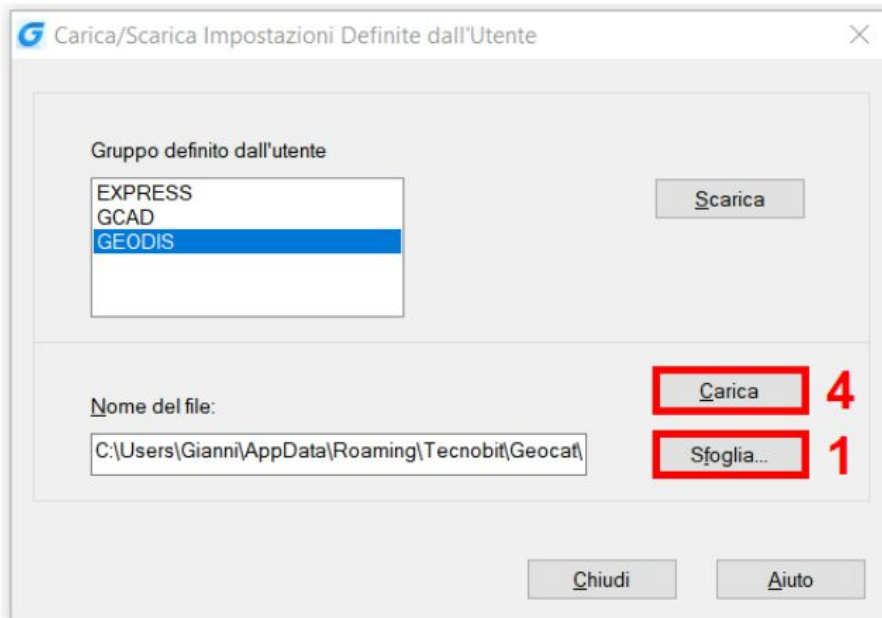 G Carica/Scarica Impostazioni Definite dall'Utente
Gruppo definito dall'utente
EXPRESS
GCAD
GEODIS
Scarica
Carica 4
Nome del file:
C:\Users\Gianni\AppData\Roaming\Tecnobit\Geocat\
Sfoglia... 1
Chiudi Aiuto